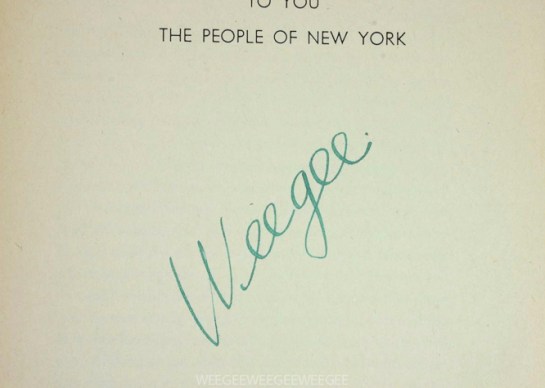 TO YOU
THE PEOPLE OF NEW YORK
Weegee.
WEEGEEWEEGEEWEEGEE